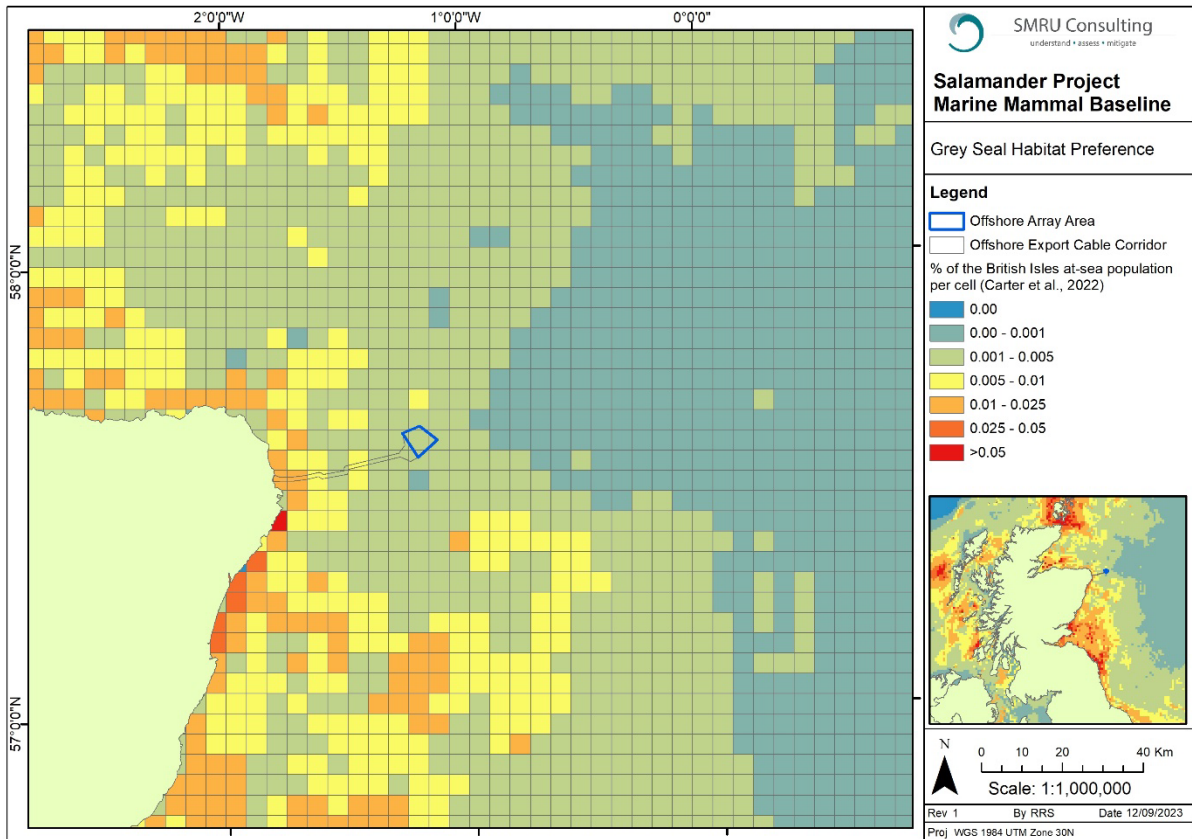 2°0'0"W
1°0'0"W
0°0'0"
58°0'0"N
57°0'0"N
SMRU Consulting
understand • assess • mitigate
Salamander Project
Marine Mammal Baseline
Grey Seal Habitat Preference
Legend
Offshore Array Area
Offshore Export Cable Corridor
% of the British Isles at-sea population
per cell (Carter et al., 2022)
0.00
0.00 - 0.001
0.001 - 0.005
0.005 - 0.01
0.01 - 0.025
0.025 - 0.05
>0.05
N
0 10 20 40 Km
Scale: 1:1,000,000
Rev 1 By RRS Date 12/09/2023
Proj WGS 1984 UTM Zone 30N